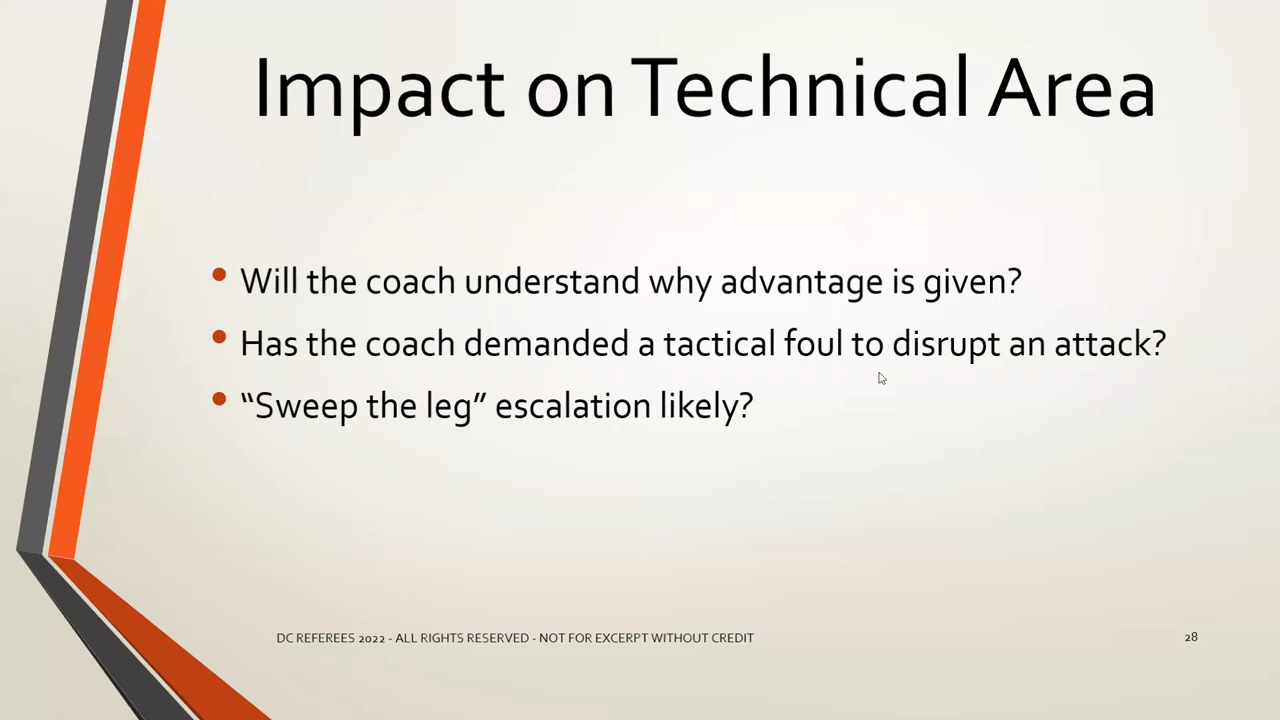 Impact on Technical Area
• Will the coach understand why advantage is given?
• Has the coach demanded a tactical foul to disrupt an attack?
• “Sweep the leg” escalation likely?
DC REFEREES 2022 - ALL RIGHTS RESERVED - NOT FOR EXCERPT WITHOUT CREDIT
28